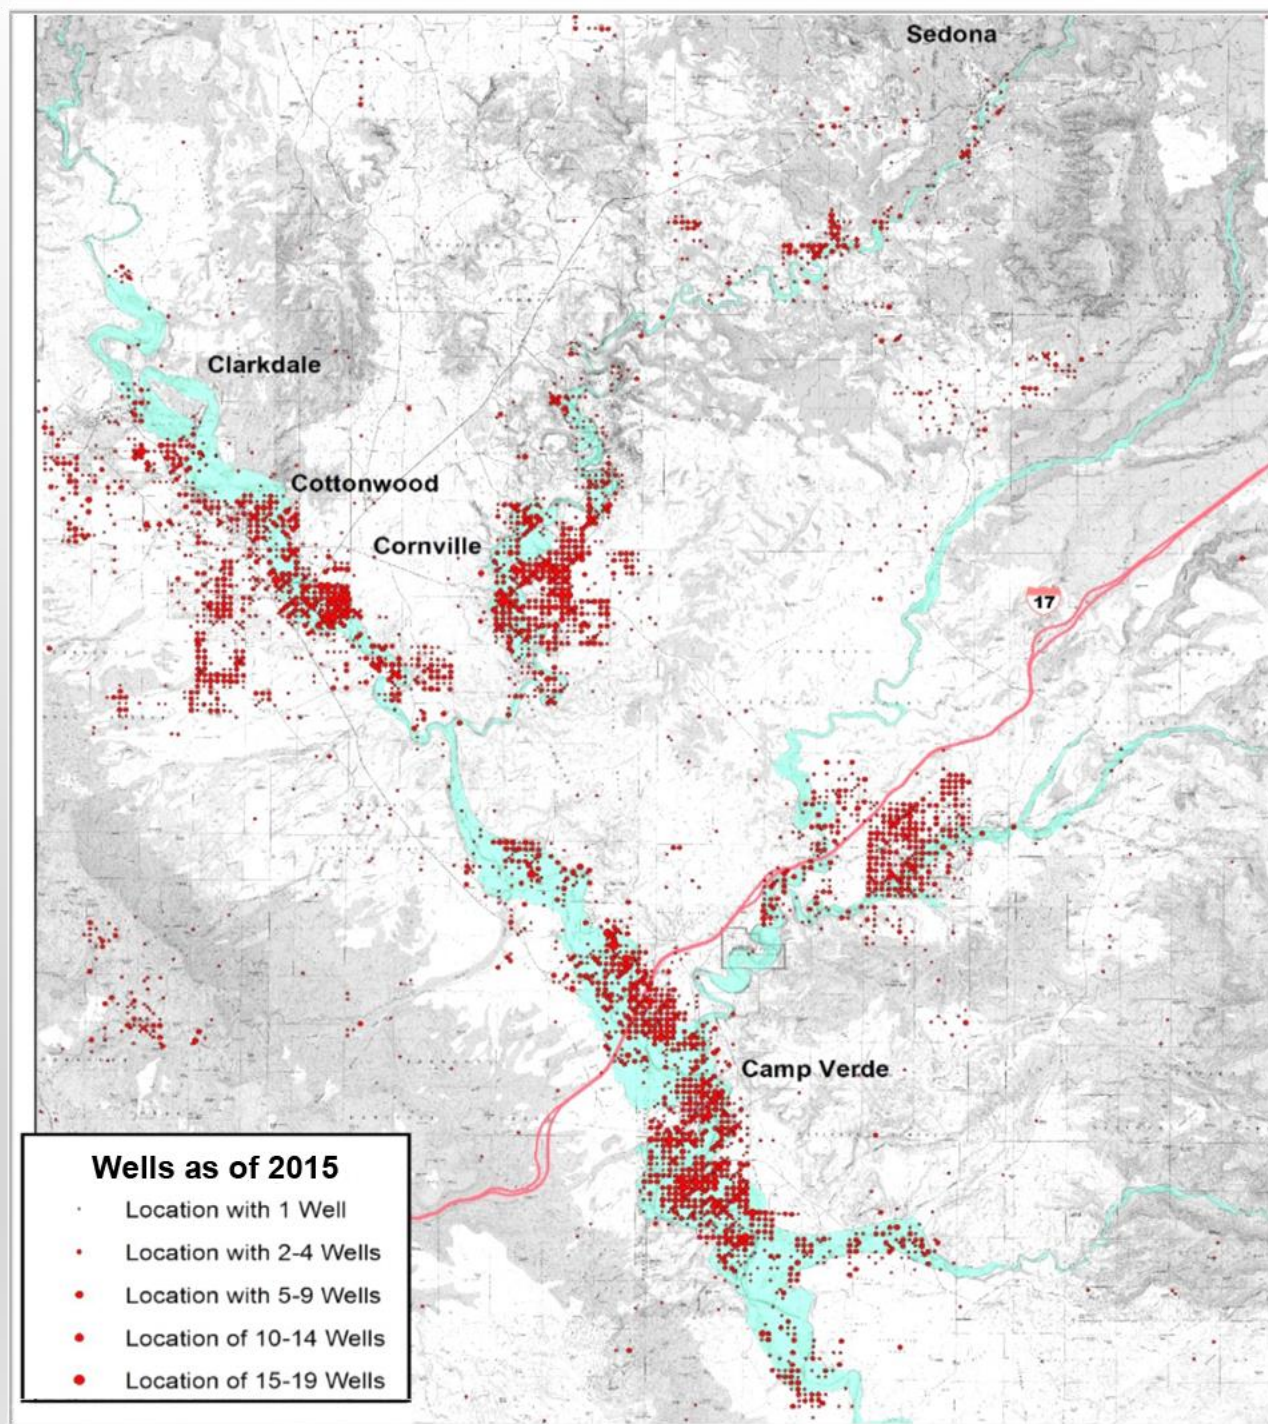 Sedona
Clarkdale
Cottonwood
Cornville
17
Camp Verde
Wells as of 2015
Location with 1 Well
Location with 2-4 Wells
Location with 5-9 Wells
Location of 10-14 Wells
Location of 15-19 Wells